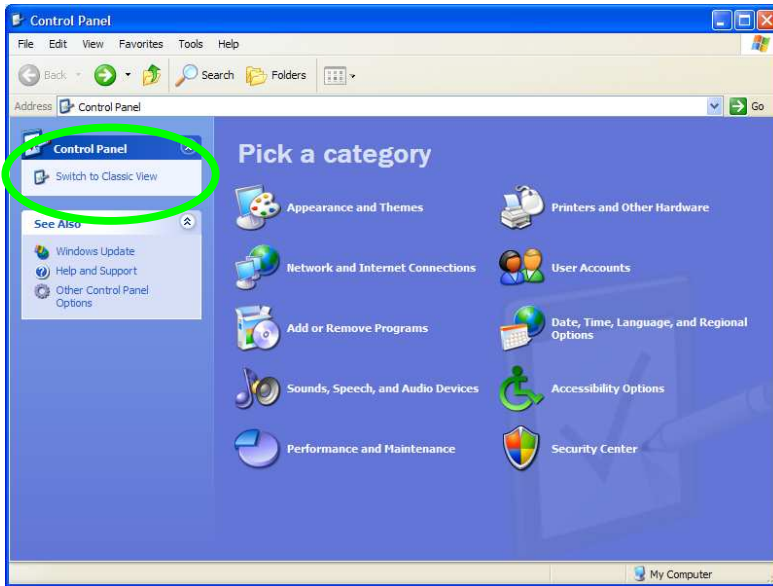 Control Panel
File Edit View Favorites Tools Help
Back Search Folders
Address Control Panel Go
Control Panel
Switch to Classic View
See Also
Windows Update
Help and Support
Other Control Panel
Options
Pick a category
Appearance and Themes
Printers and Other Hardware
Network and Internet Connections
User Accounts
Add or Remove Programs
Date, Time, Language, and Regional
Options
Sounds, Speech, and Audio Devices
Accessibility Options
Performance and Maintenance
Security Center
My Computer